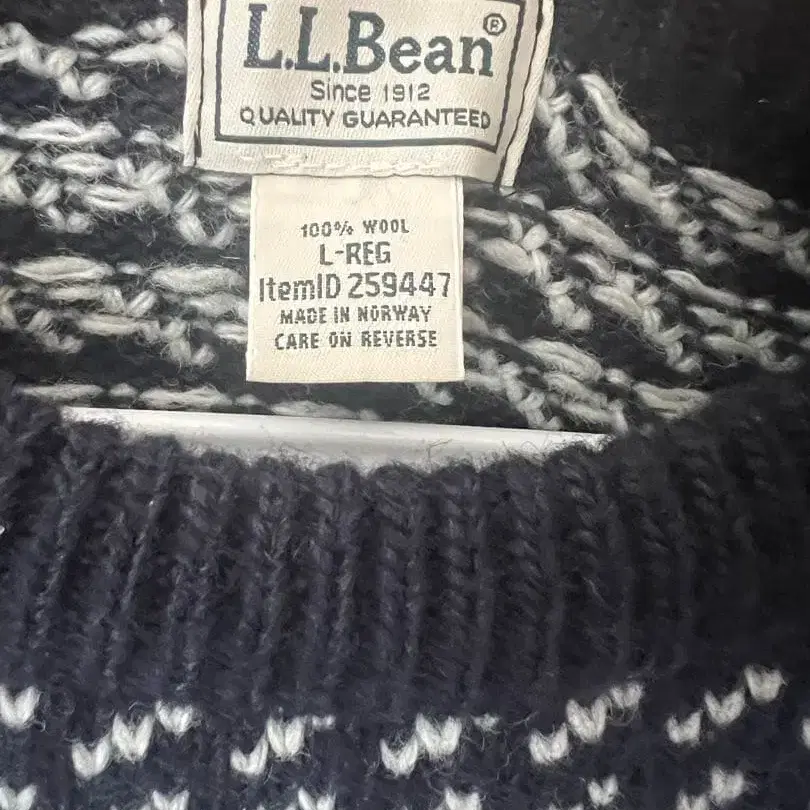 L.L.Bean®
Since 1912
QUALITY GUARANTEED
100% WOOL
L-REG
ItemID 259447
MADE IN NORWAY
CARE ON REVERSE